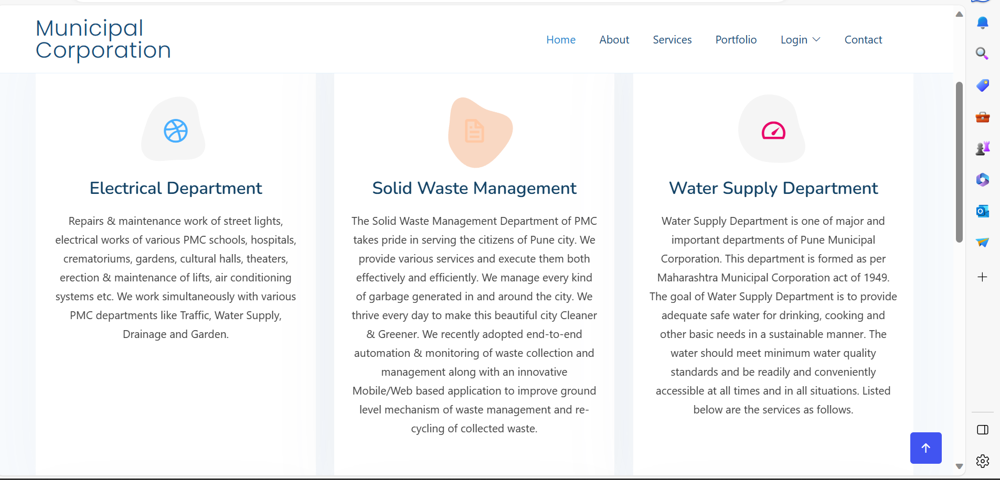 Municipal
Corporation
Home
About
Services
Portfolio
Login
Contact
Electrical Department
Repairs & maintenance work of street lights,
electrical works of various PMC schools, hospitals,
crematoriums, gardens, cultural halls, theaters,
erection & maintenance of lifts, air conditioning
systems etc. We work simultaneously with various
PMC departments like Traffic, Water Supply,
Drainage and Garden.
Solid Waste Management
The Solid Waste Management Department of PMC
takes pride in serving the citizens of Pune city. We
provide various services and execute them both
effectively and efficiently. We manage every kind
of garbage generated in and around the city. We
thrive every day to make this beautiful city Cleaner
& Greener. We recently adopted end-to-end
automation & monitoring of waste collection and
management along with an innovative
Mobile/Web based application to improve ground
level mechanism of waste management and re-
cycling of collected waste.
Water Supply Department
Water Supply Department is one of major and
important departments of Pune Municipal
Corporation. This department is formed as per
Maharashtra Municipal Corporation act of 1949.
The goal of Water Supply Department is to provide
adequate safe water for drinking, cooking and
other basic needs in a sustainable manner. The
water should meet minimum water quality
standards and be readily and conveniently
accessible at all times and in all situations. Listed
below are the services as follows.